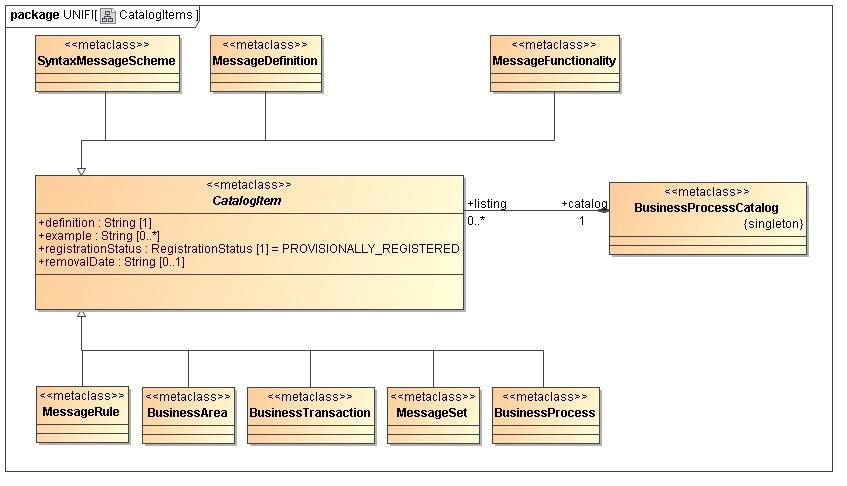 package UNIFI[ CatalogItems ]
<<metaclass>>
SyntaxMessageScheme
<<metaclass>>
MessageDefinition
<<metaclass>>
MessageFunctionality
<<metaclass>>
CatalogItem
+definition : String [1]
+example : String [0..*]
+registrationStatus : RegistrationStatus [1] = PROVISIONALLY_REGISTERED
+removalDate : String [0..1]
+listing
0..*
+catalog
1
<<metaclass>>
BusinessProcessCatalog
{singleton}
<<metaclass>>
MessageRule
<<metaclass>>
BusinessArea
<<metaclass>>
BusinessTransaction
<<metaclass>>
MessageSet
<<metaclass>>
BusinessProcess